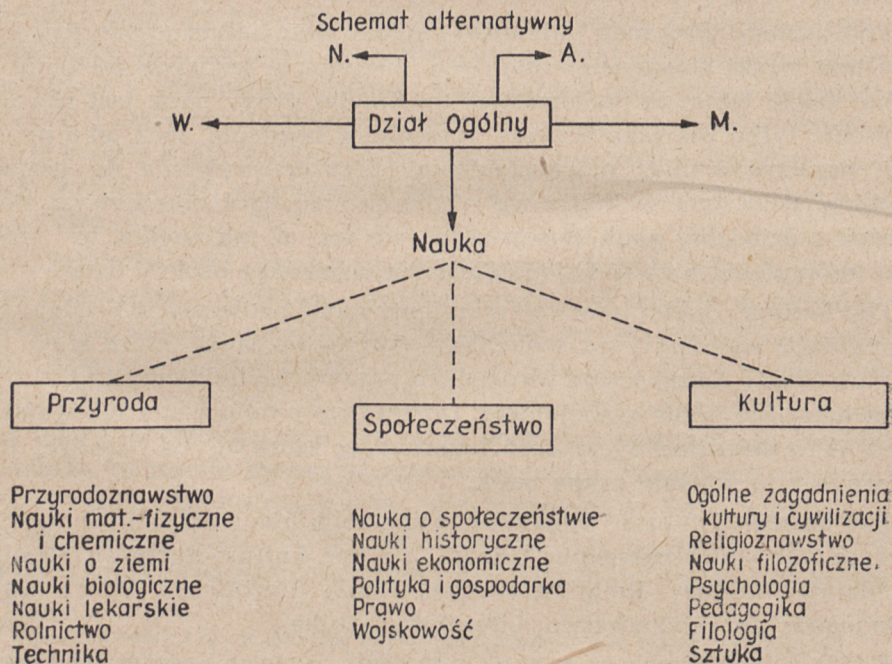 Schemat alternatywny
N.
A.
W.
Dział Ogólny
M.
Nauka
Przyroda
Społeczeństwo
Kultura
Przyrodoznawstwo
Nauki mat.-fizyczne
i chemiczne
Nauki o ziemi
Nauki biologiczne
Nauki lekarskie
Rolnictwo
Technika
Nauka o społeczeństwie
Nauki historyczne
Nauki ekonomiczne
Polityka i gospodarka
Prawo
Wojskowość
Ogólne zagadnienia
kultury i cywilizacji
Religioznawstwo
Nauki filozoficzne.
Psychologia
Pedagogika
Filologia
Sztuka